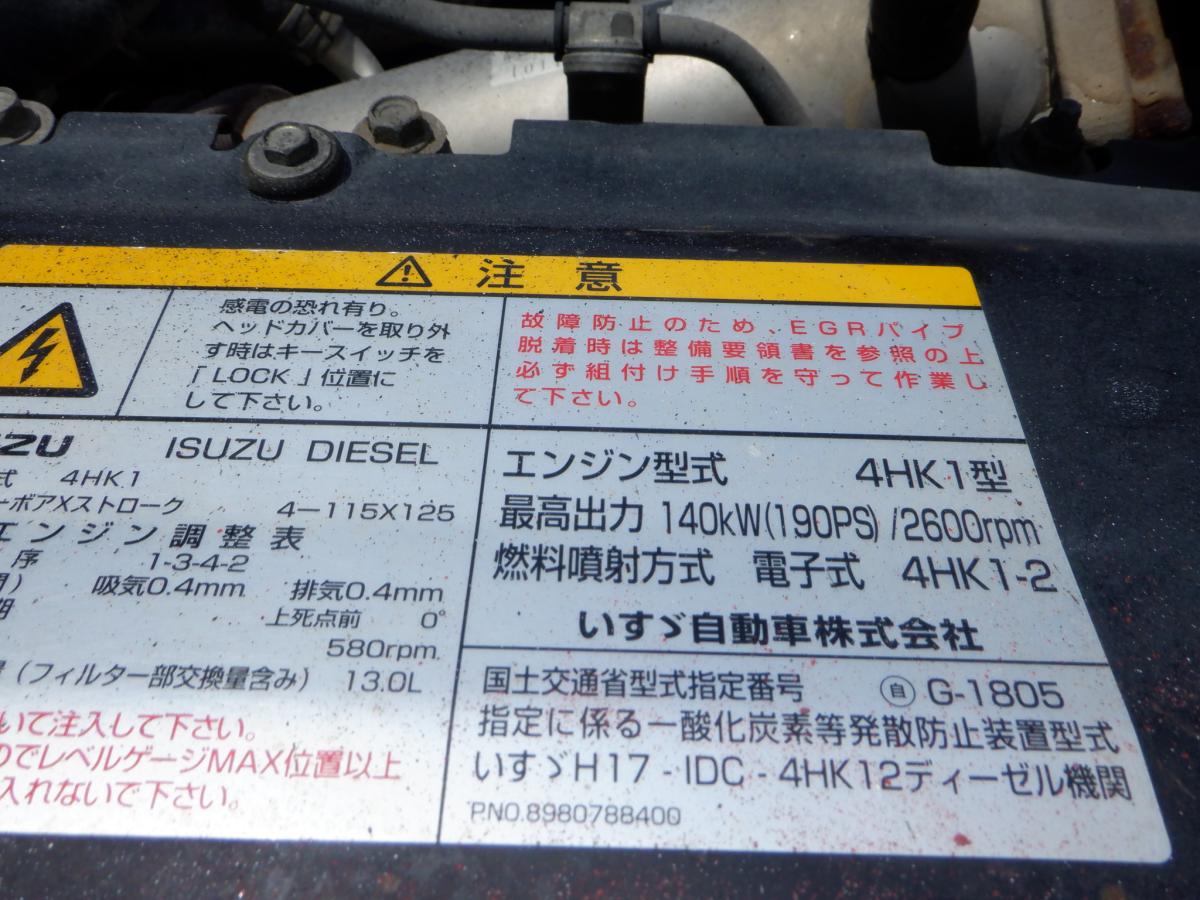 注意
感電の恐れ有り。
ヘッドカバーを取り外
す時はキースイッチを
「LOCK」位置に
して下さい。
故障防止のため、EGRパイプ
脱着時は整備要領書を参照の上
必ず組付け手順を守って作業し
て下さい。
ZU ISUZU DIESEL
式 4HK1
ーボアXストローク 4ー115X125
エンジン調整表
序 1-3-4-2
吸気0.4mm 排気0.4mm
期 上死点前 0°
580rpm
(フィルター部交換量含み) 13.0L
いて注入して下さい。
のでレベルゲージMAX位置以上
入れないで下さい。
エンジン型式 4HK1型
最高出力 140kW(190PS)/2600rpm
燃料噴射方式 電子式 4HK1-2
いすゞ自動車株式会社
国土交通省型式指定番号 自 G-1805
指定に係る一酸化炭素等発散防止装置型式
いすゞH17-IDC-4HK12ディーゼル機関
P.NO.8980788400